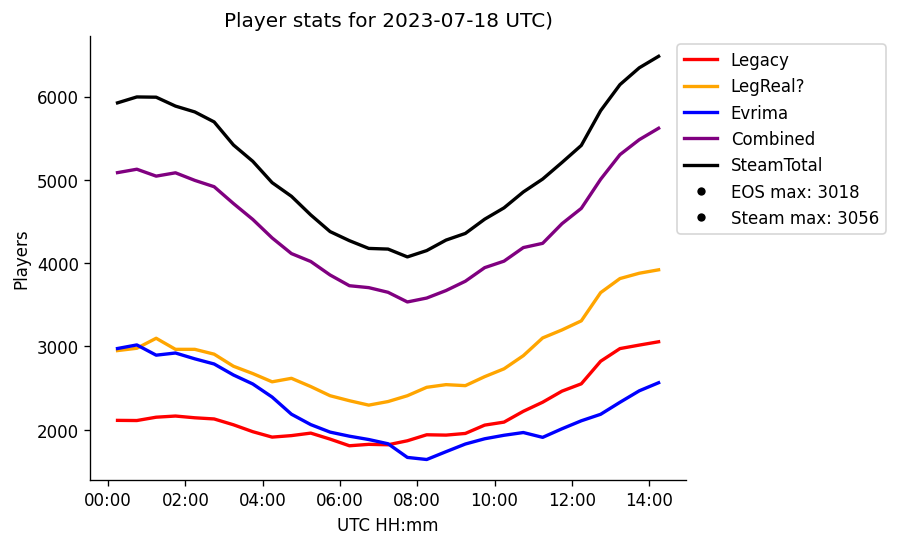 Player stats for 2023-07-18 UTC)
Players
6000
5000
4000
3000
2000
00:00
02:00
04:00
06:00
08:00
10:00
12:00
14:00
UTC HH:mm
Legacy
LegReal?
Evrima
Combined
SteamTotal
EOS max: 3018
Steam max: 3056